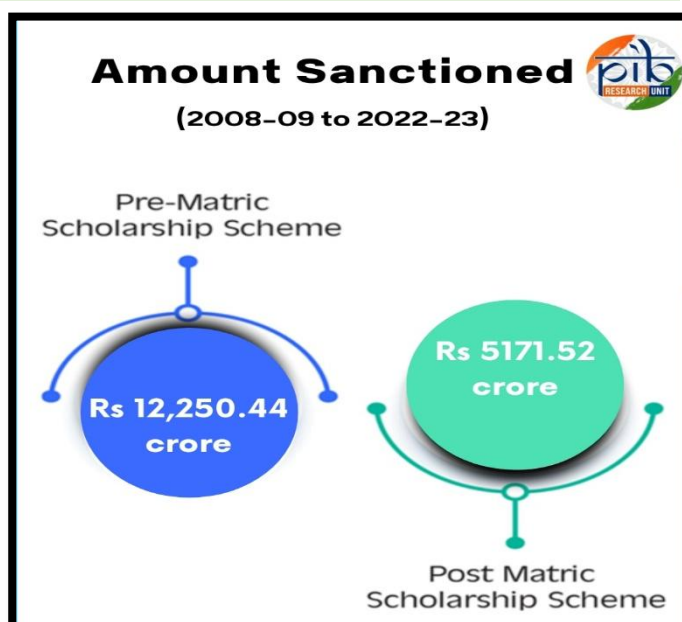 Amount Sanctioned
pib
RESEARCH UNIT
(2008-09 to 2022-23)
Pre-Matric
Scholarship Scheme
Rs 12,250.44
crore
Rs 5171.52
crore
Post Matric
Scholarship Scheme